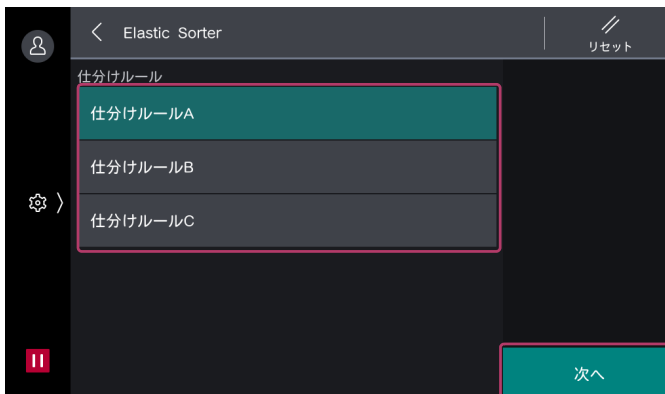 Elastic Sorter
リセット
仕分けルール
仕分けルールA
仕分けルールB
仕分けルールC
次へ